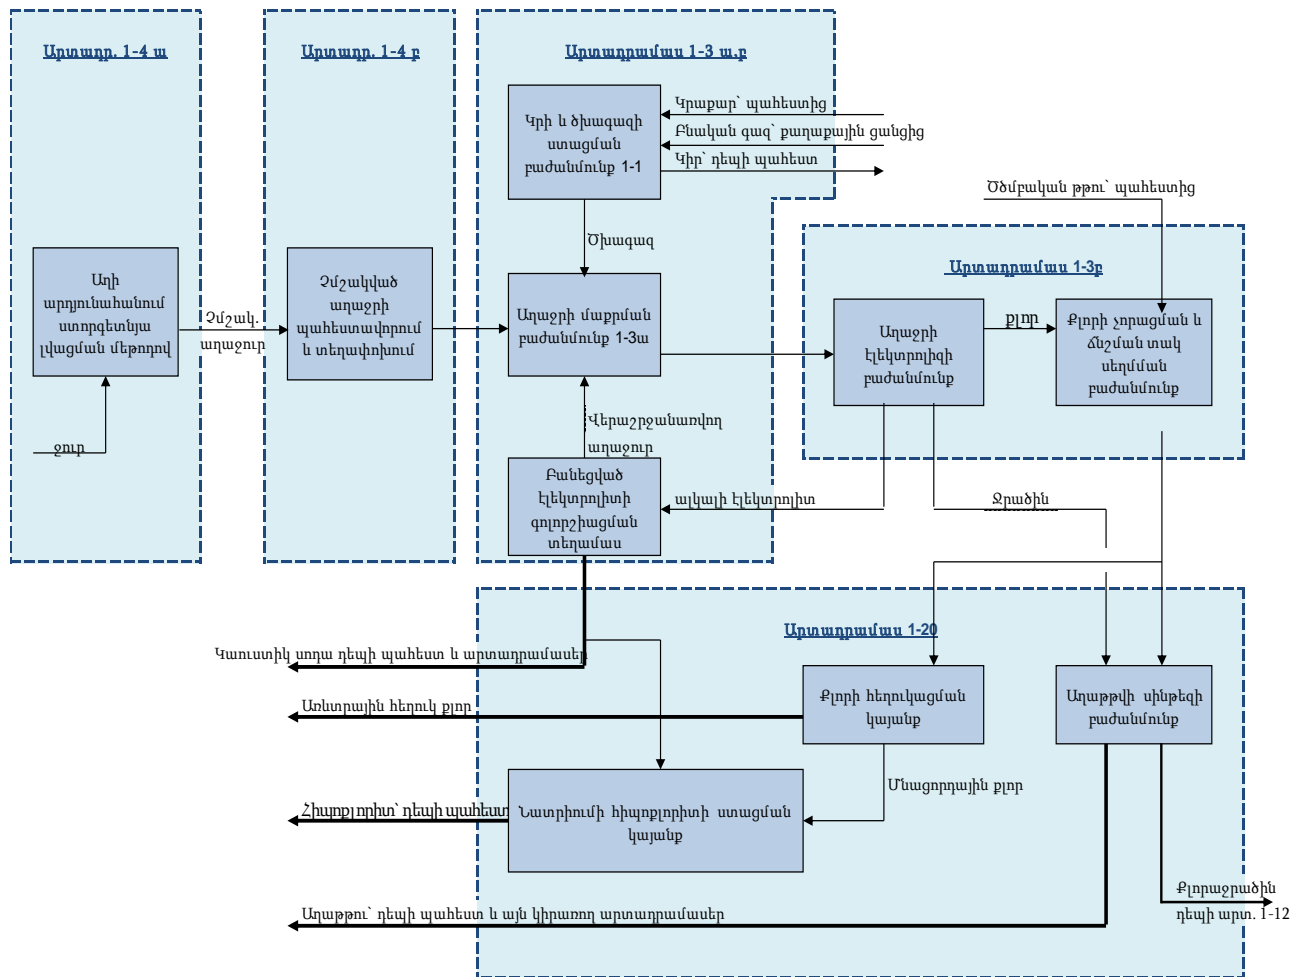 Արտադր. 1-4 ա
Արտադր. 1-4 բ
Արտադրամաս 1-3 ա,բ
Կրի և ծխագազի
ստացման
բաժանմունք 1-1
Կրաքար՝ պահեստից
Բնական գազ՝ քաղաքային ցանցից
Կիր՝ դեպի պահեստ
Ծծմբական թթու՝ պահեստից
Ծխագազ
Արտադրամաս 1-3բ
Աղի
արդյունահանում
ստորգետնյա
լվացման մեթոդով
Չմշակ.
աղաջուր
Չմշակված
աղաջրի
պահեստավորում
և տեղափոխում
Աղաջրի մաքրման
բաժանմունք 1-3ա
Աղաջրի
էլեկտրոլիզի
բաժանմունք
քլոր
Քլորի չորացման և
ճնշման տակ
սեղմման
բաժանմունք
ջուր
Վերաշրջանառվող
աղաջուր
Բանեցված
էլեկտրոլիտի
գոլորշիացման
տեղամաս
ալկալի էլեկտրոլիտ
Ջրածին
Արտադրամաս 1-20
Կաուստիկ սոդա դեպի պահեստ և արտադրամասեր
Առևտրային հեղուկ քլոր
Քլորի հեղուկացման
կայանք
Աղաթթվի սինթեզի
բաժանմունք
Մնացորդային քլոր
Հիպոքլորիտ՝ դեպի պահեստ
Նատրիումի հիպոքլորիտի ստացման
կայանք
Աղաթթու՝ դեպի պահեստ և այն կիրառող արտադրամասեր
Քլորաջրածին
դեպի արտ. 1-12